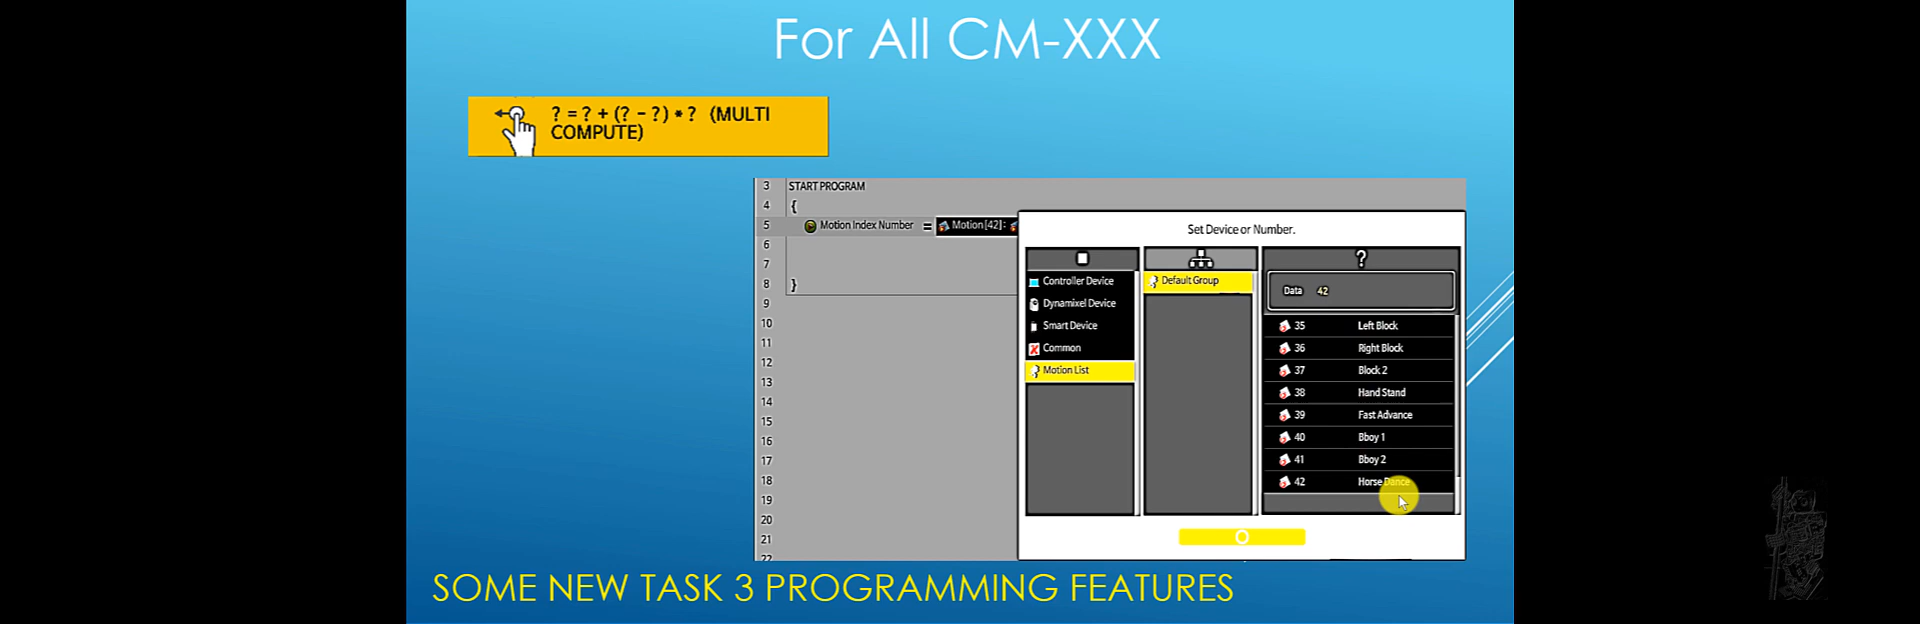 For All CM-XXX
? = ? + (? - ?) * ? (MULTI
COMPUTE)
3 START PROGRAM
4 {
5 Motion Index Number = Motion[42]:
6
7
8 }
9
10
11
12
13
14
15
16
17
18
19
20
21
22
Set Device or Number.
?
Controller Device
Dynamixel Device
Smart Device
Common
Motion List
Default Group
Data 42
35 Left Block
36 Right Block
37 Block 2
38 Hand Stand
39 Fast Advance
40 Bboy 1
41 Bboy 2
42 Horse Dance
SOME NEW TASK 3 PROGRAMMING FEATURES